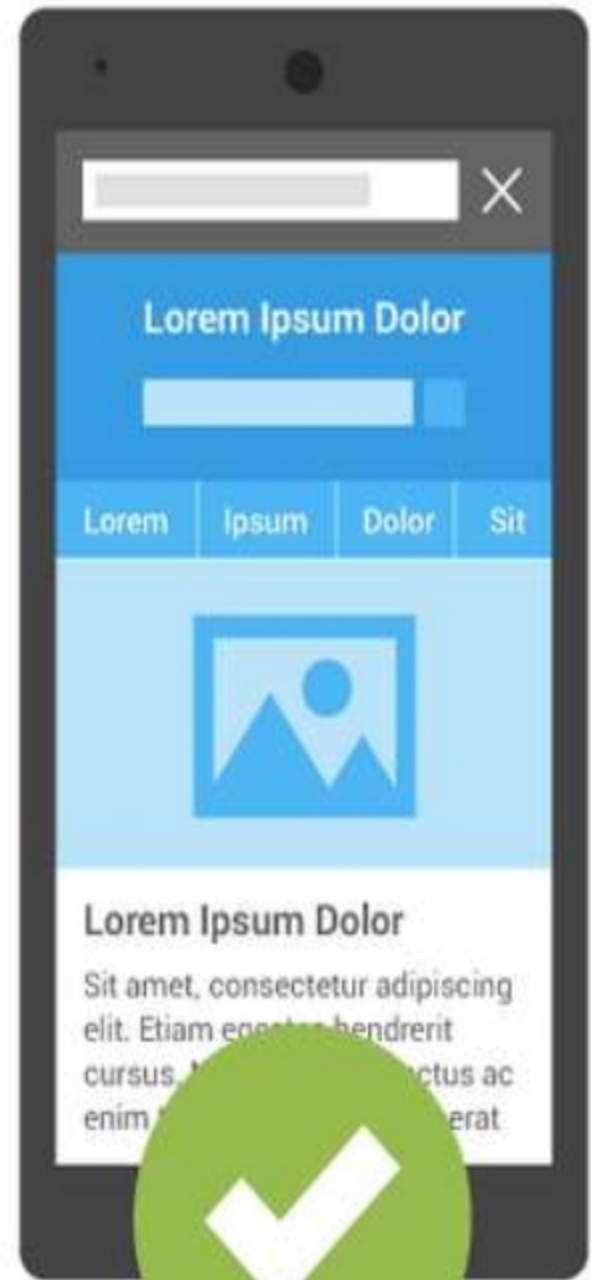 Lorem Ipsum Dolor
Lorem Ipsum Dolor Sit
Lorem Ipsum Dolor
Sit amet, consectetur adipiscing
elit. Etiam hendrerit
cursus. ac
enim erat